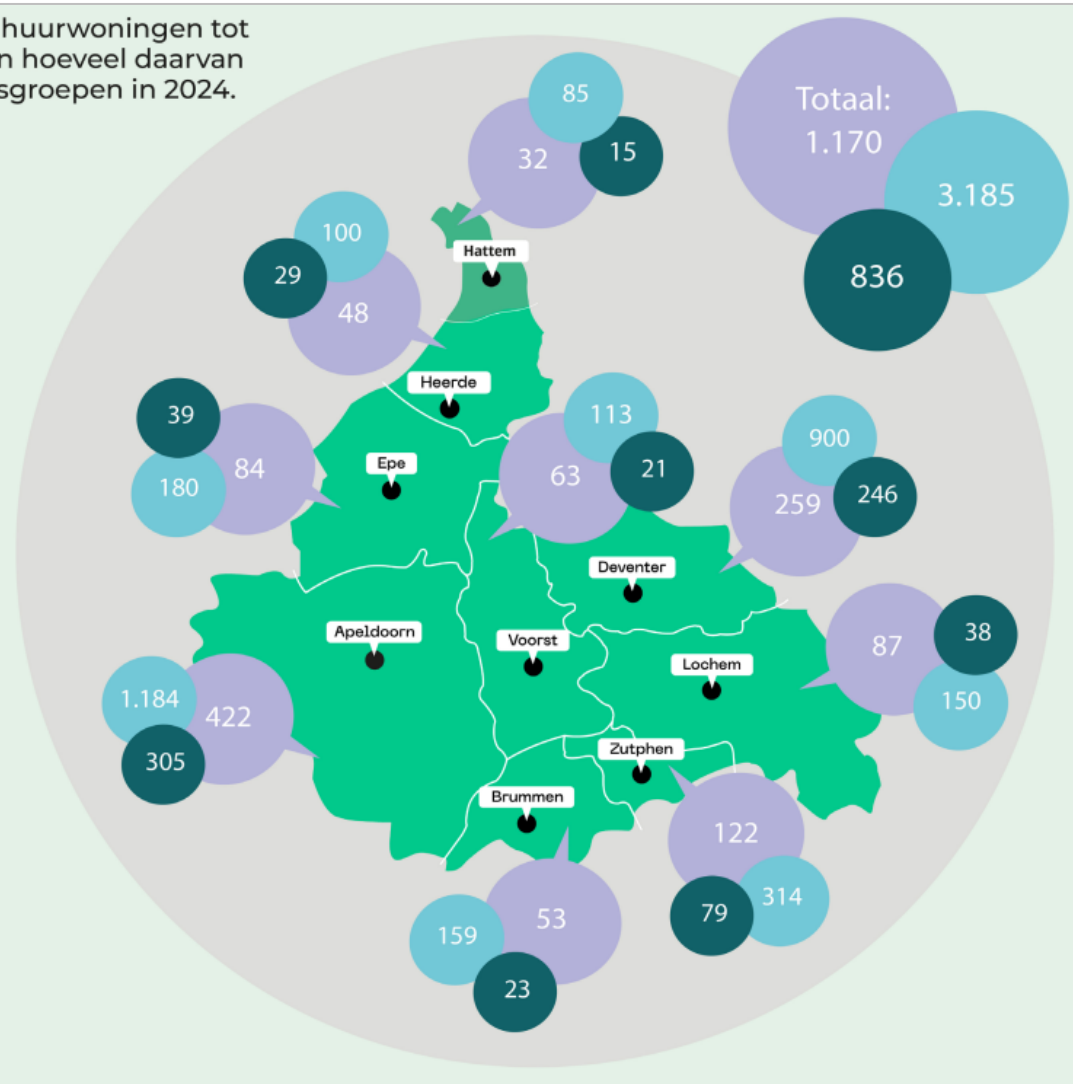 huurwoningen tot
n hoeveel daarvan
sgroepen in 2024.
Totaal:
1.170
3.185
836
85
32
15
Hattem
100
29
48
Heerde
39
84
180
Epe
113
63
21
900
259
246
Deventer
Apeldoorn
Voorst
Lochem
87
38
150
1.184
422
305
Zutphen
Brummen
122
79
314
159
53
23